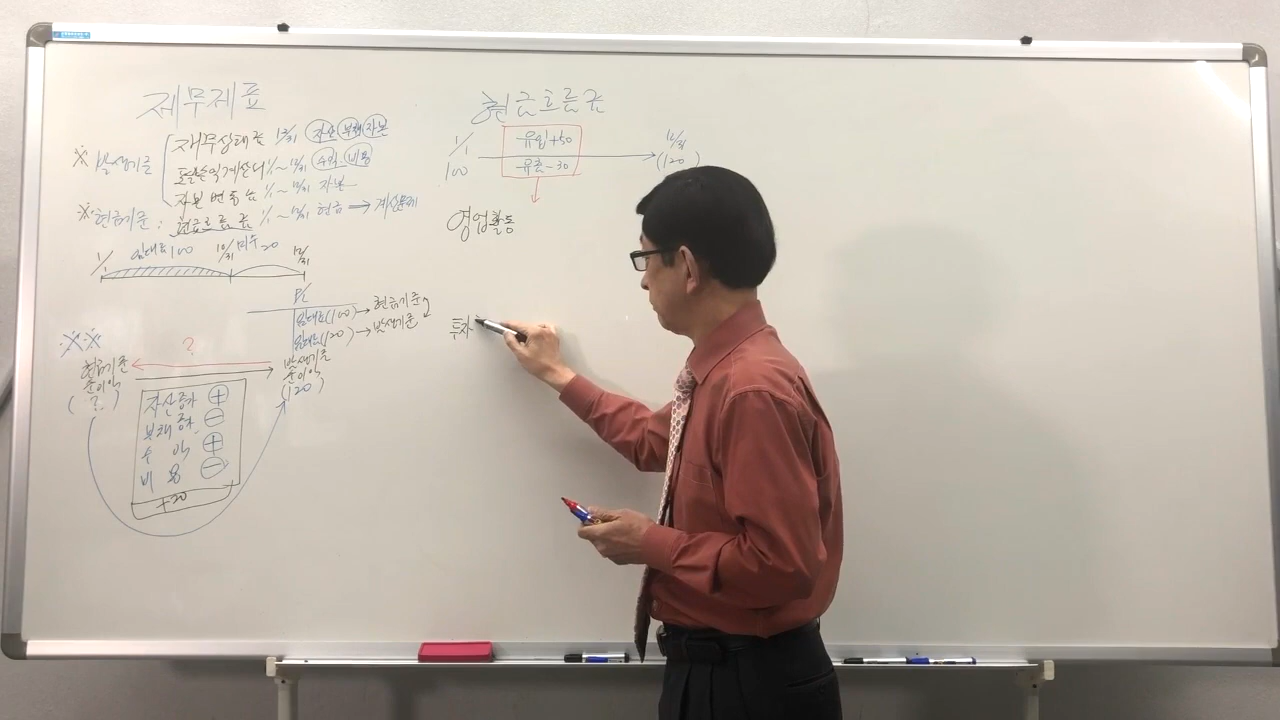 재무제표
※ 발생기준
재무상태표 12/31 자산 부채 자본
포괄손익계산서 1/1~12/31 수익 비용
자본변동표 1/1~12/31 자본
※ 현금기준 : 현금흐름표 1/1~12/31 현금 ⇒ 계산문제
1/1 임대료 100 10/31 미수 20 12/31
P/L
임대료(100) → 현금기준
임대료(120) → 발생기준
※※
?
현금기준
순이익
( ? )
발생기준
순이익
(120)
자산증가 +
부채증가 -
수익 +
비용 -
+20
현금흐름표
1/1
100
유입+50
유출-30
12/31
(120)
영업활동
투자